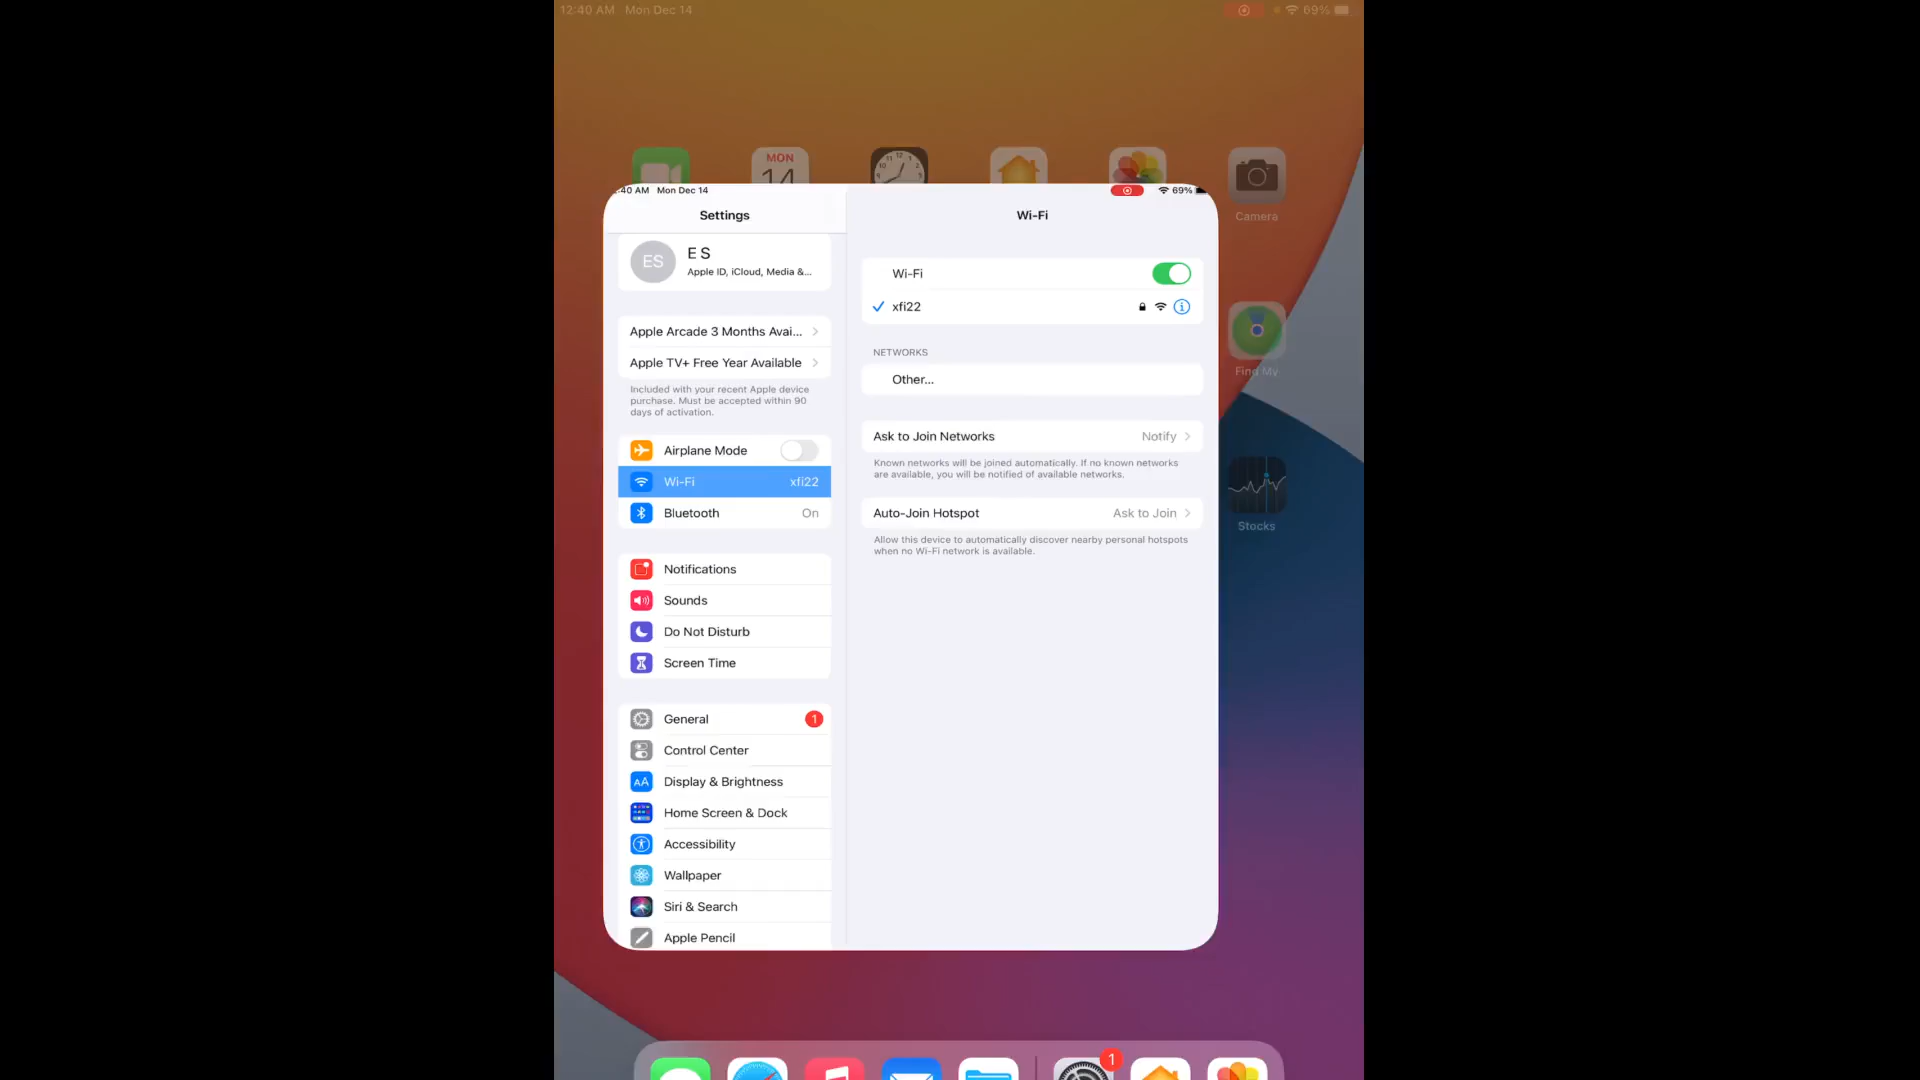 12:40 AM Mon Dec 14
69%
MON
14
Camera
Find My
Stocks
:40 AM Mon Dec 14
69%
Settings
ES
E S
Apple ID, iCloud, Media &...
Apple Arcade 3 Months Avai...
Apple TV+ Free Year Available
Included with your recent Apple device
purchase. Must be accepted within 90
days of activation.
Airplane Mode
Wi-Fi xfi22
Bluetooth On
Notifications
Sounds
Do Not Disturb
Screen Time
General 1
Control Center
AA Display & Brightness
Home Screen & Dock
Accessibility
Wallpaper
Siri & Search
Apple Pencil
Wi-Fi
Wi-Fi
xfi22
NETWORKS
Other...
Ask to Join Networks Notify
Known networks will be joined automatically. If no known networks
are available, you will be notified of available networks.
Auto-Join Hotspot Ask to Join
Allow this device to automatically discover nearby personal hotspots
when no Wi-Fi network is available.
1